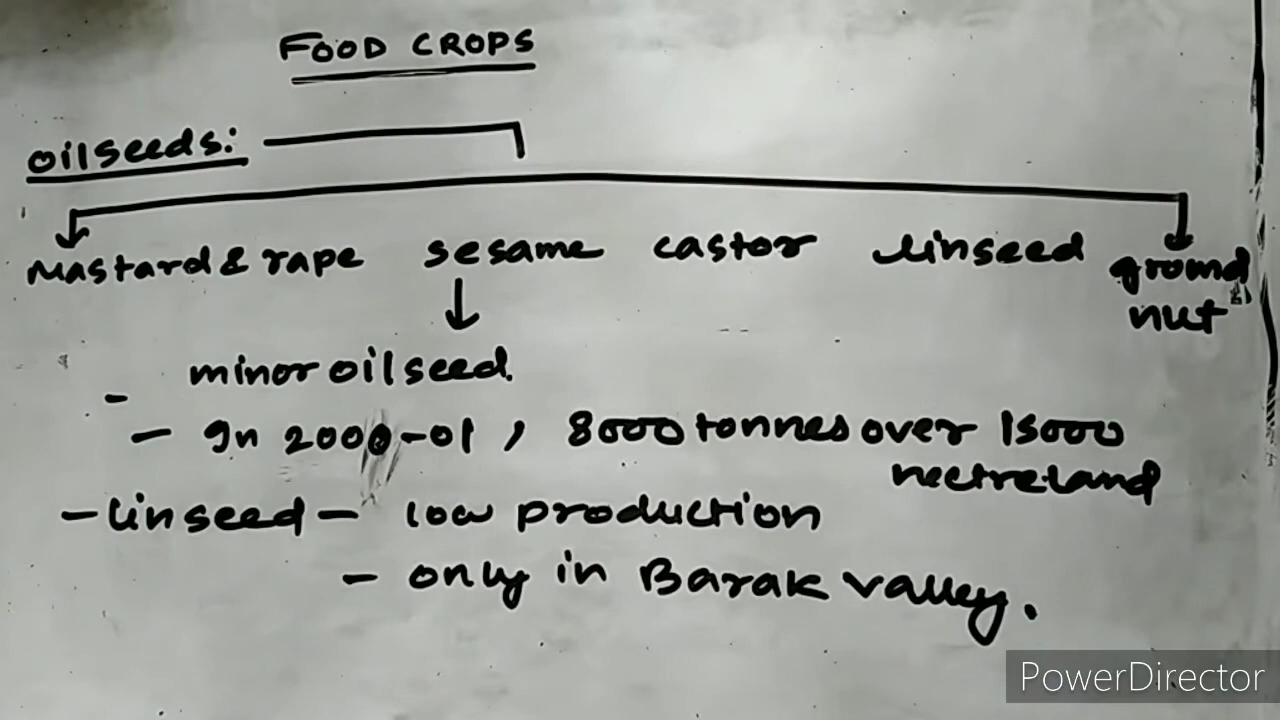 FOOD CROPS
oilseeds:
Mastard & rape sesame castor linseed ground nut
minor oilseed.
- In 2000-01, 8000 tonnes over 15000
hectreland
- linseed - low production
- only in Barak valley.
PowerDirector